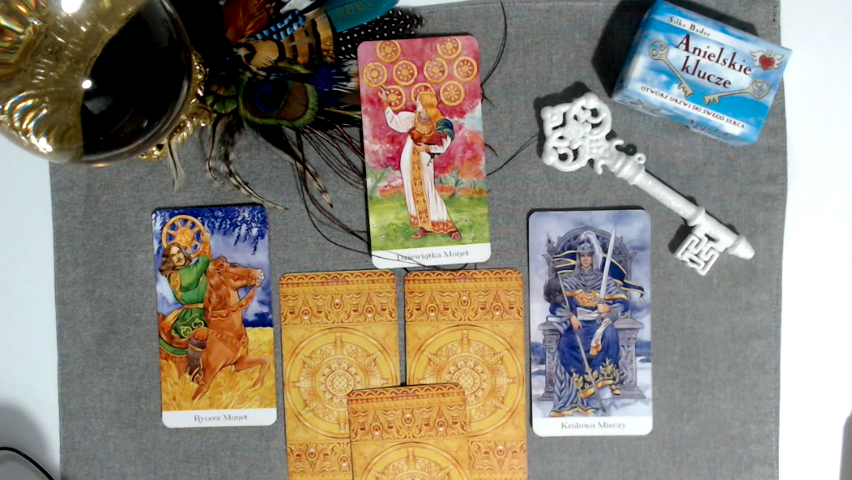 Silke Bader
Anielskie
klucze
Dziewiątka Monet
Rycerz Monet
Królowa Mieczy